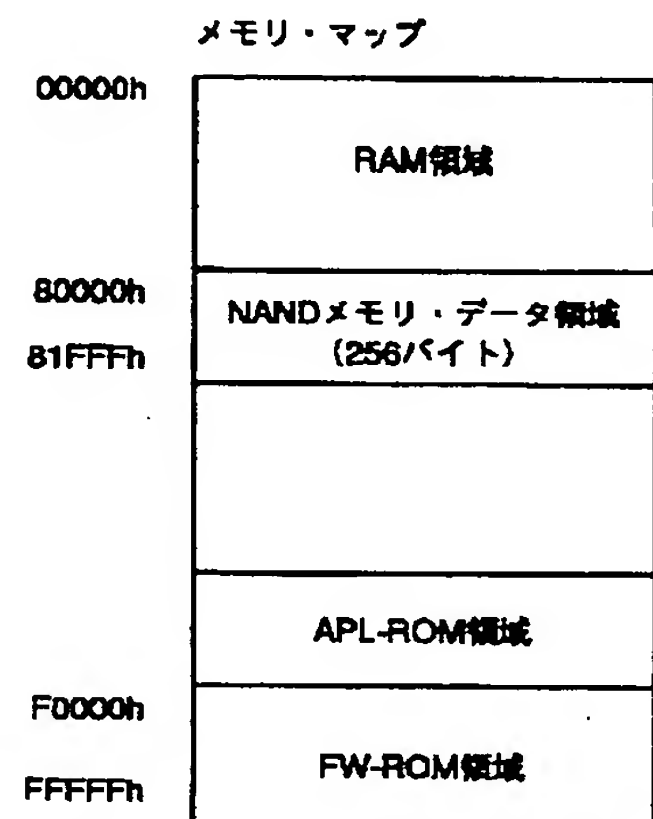 メモリ・マップ
00000h
RAM領域
80000h
NANDメモリ・データ領域
81FFFh
(256バイト)
APL-ROM領域
F0000h
FW-ROM領域
FFFFFh